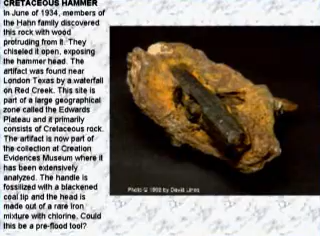 CRETACEOUS HAMMER
In June of 1934, members of
the Hahn family discovered
this rock with wood
protruding from it. They
chiseled it open, exposing
the hammer head. The
artifact was found near
London Texas by a waterfall
on Red Creek. This site is
part of a large geographical
zone called the Edwards
Plateau and it primarily
consists of Cretaceous rock.
The artifact is now part of
the collection at Creation
Evidences Museum where it
has been extensively
analyzed. The handle is
fossilized with a blackened
coal tip and the head is
made out of a rare iron
mixture with chlorine. Could
this be a pre-flood tool?
Photo © 1998 by David Lines